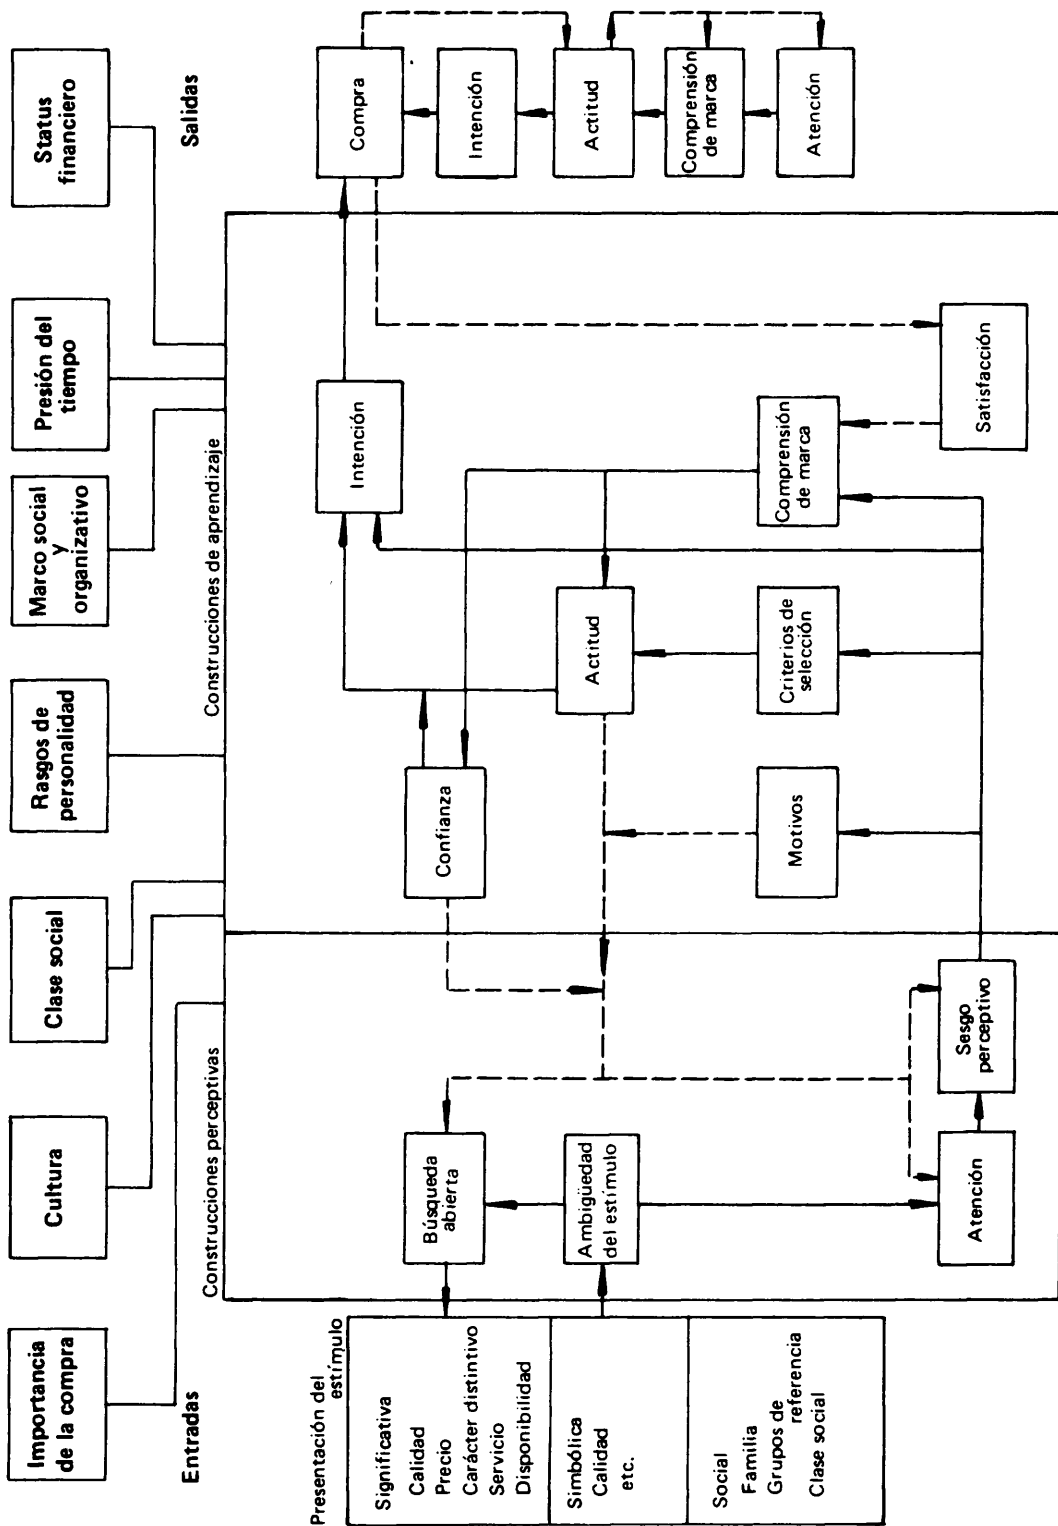 Importancia
de la compra
Cultura
Clase social
Rasgos de
personalidad
Marco social
y
organizativo
Presión del
tiempo
Status
financiero
Entradas
Construcciones perceptivas
Construcciones de aprendizaje
Salidas
Presentación del
estímulo
Significativa
Calidad
Precio
Carácter distintivo
Servicio
Disponibilidad
Simbólica
Calidad
etc.
Social
Familia
Grupos de
referencia
Clase social
Búsqueda
abierta
Ambigüedad
del estímulo
Atención
Sesgo
perceptivo
Confianza
Motivos
Actitud
Criterios de
selección
Intención
Comprensión
de marca
Satisfacción
Compra
Intención
Actitud
Comprensión
de marca
Atención